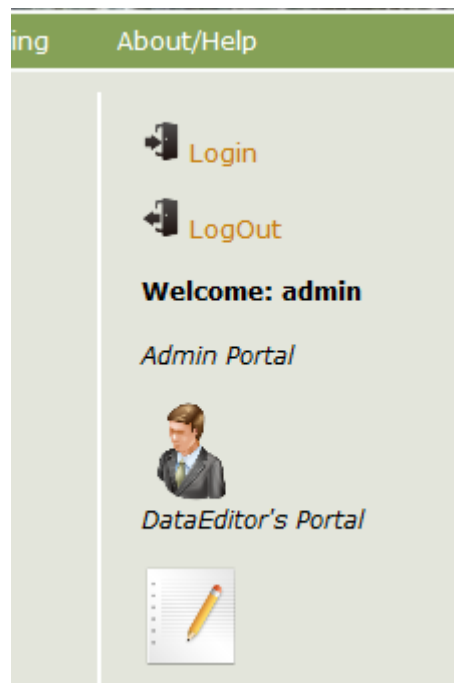 ing About/Help
Login
LogOut
Welcome: admin
Admin Portal
DataEditor's Portal